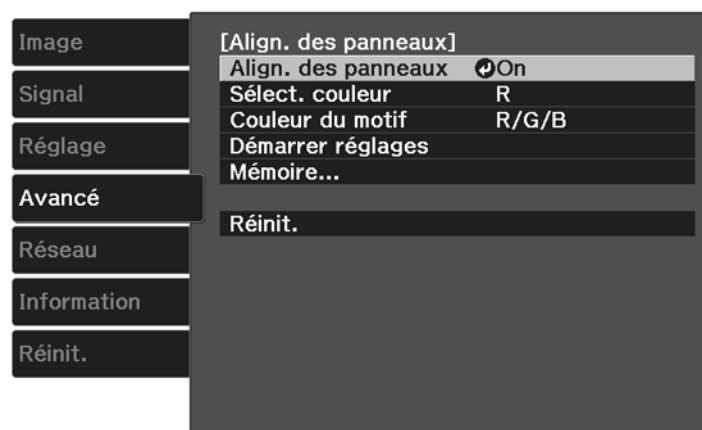 Image
Signal
Réglage
Avancé
Réseau
Information
Réinit.
[Align. des panneaux]
Align. des panneaux On
Sélect. couleur R
Couleur du motif R/G/B
Démarrer réglages
Mémoire...
Réinit.